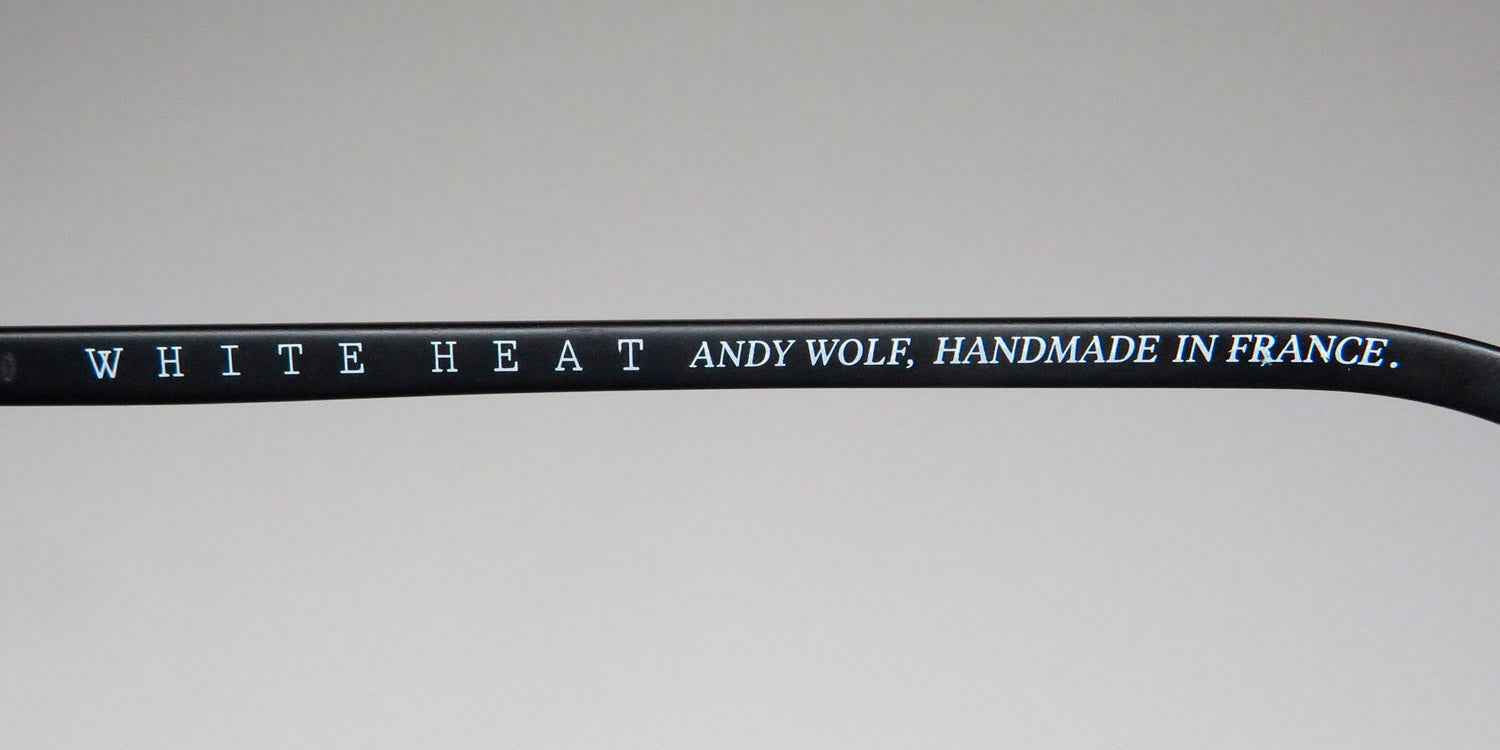 WHITE HEAT ANDY WOLF, HANDMADE IN FRANCE.